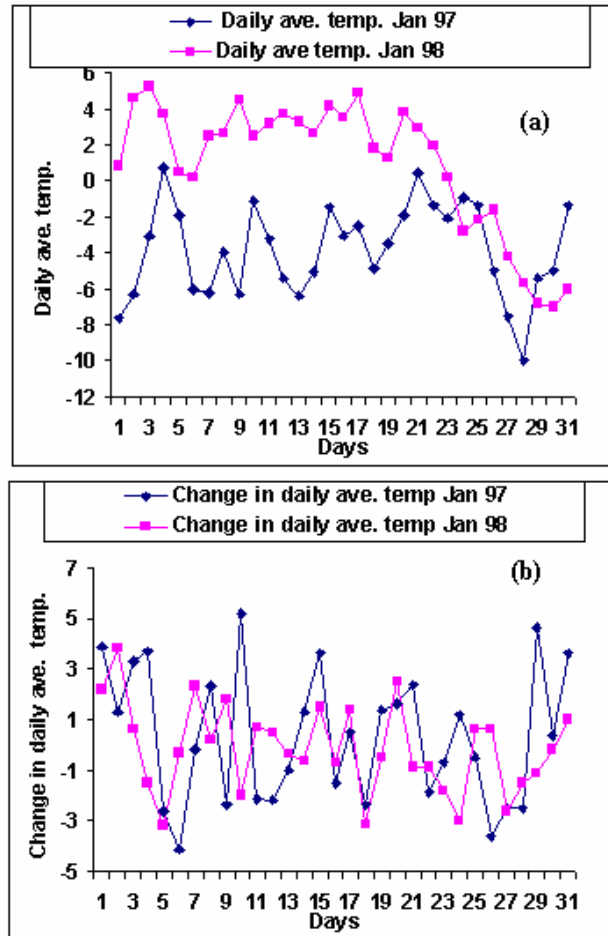 Daily ave. temp. Jan 97
Daily ave temp. Jan 98
(a)
Daily ave. temp.
6
4
2
0
-2
-4
-6
-8
-10
-12
1 3 5 7 9 11 13 15 17 19 21 23 25 27 29 31
Days
Change in daily ave. temp Jan 97
Change in daily ave. temp Jan 98
(b)
Change in daily ave. temp.
7
5
3
1
-1
-3
-5
1 3 5 7 9 11 13 15 17 19 21 23 25 27 29 31
Days